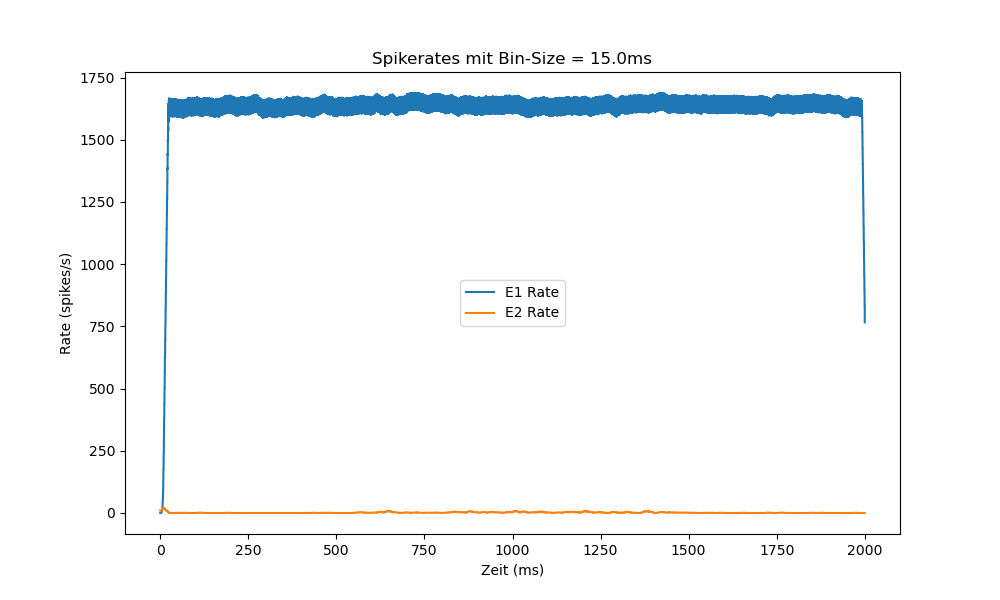 Spikerates mit Bin-Size = 15.0ms
1750
1500
1250
1000
750
500
250
0
Rate (spikes/s)
E1 Rate
E2 Rate
0 250 500 750 1000 1250 1500 1750 2000
Zeit (ms)